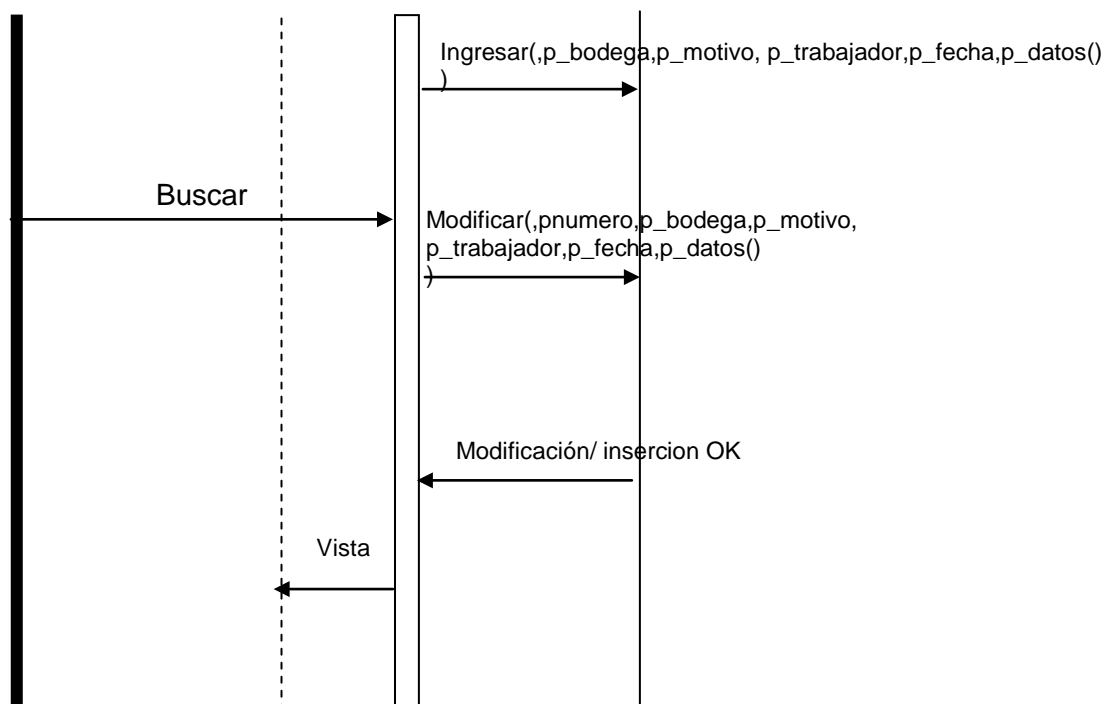 Ingresar(,p_bodega,p_motivo, p_trabajador,p_fecha,p_datos()
)
Buscar
Modificar(,pnumero,p_bodega,p_motivo,
p_trabajador,p_fecha,p_datos()
)
Modificación/ insercion OK
Vista